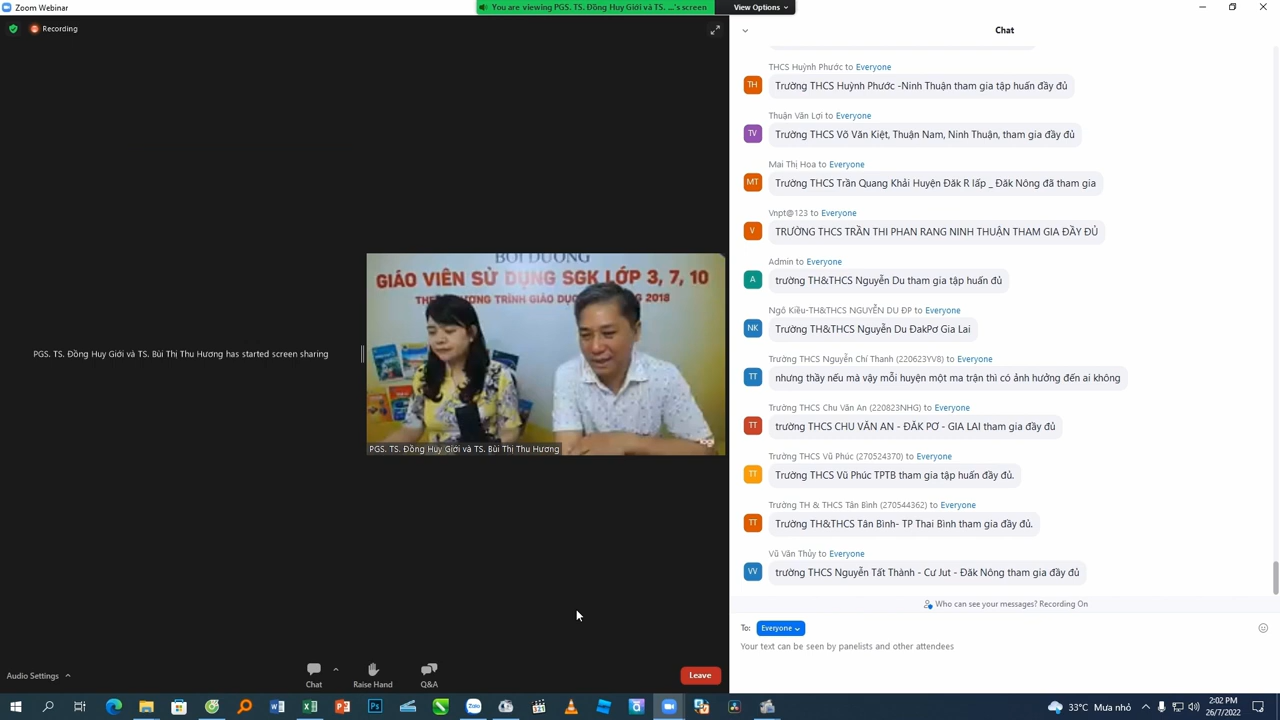 Zoom Webinar
You are viewing PGS. TS. Đồng Huy Giới và TS. ...'s screen
View Options
Recording
PGS. TS. Đồng Huy Giới và TS. Bùi Thị Thu Hương has started screen sharing
BỒI DƯỠNG
GIÁO VIÊN SỬ DỤNG SGK LỚP 3, 7, 10
2018
PGS. TS. Đồng Huy Giới và TS. Bùi Thị Thu Hương
Audio Settings
Chat
Raise Hand
Q&A
Leave
Chat
THCS Huỳnh Phước to Everyone
TH
Trường THCS Huỳnh Phước -Ninh Thuận tham gia tập huấn đầy đủ
Thuận Văn Lợi to Everyone
TV
Trường THCS Võ Văn Kiệt, Thuận Nam, Ninh Thuận, tham gia đầy đủ
Mai Thị Hoa to Everyone
MT
Trường THCS Trần Quang Khải Huyện Đăk R lấp _ Đăk Nông đã tham gia
Vnpt@123 to Everyone
V
TRƯỜNG THCS TRẦN THI PHAN RANG NINH THUẬN THAM GIA ĐẦY ĐỦ
Admin to Everyone
A
trường TH&THCS Nguyễn Du tham gia tập huấn đủ
Ngô Kiều-TH&THCS NGUYỄN DU ĐP to Everyone
NK
Trường TH&THCS Nguyễn Du ĐakPơ Gia Lai
Trường THCS Nguyễn Chí Thanh (220623YV8) to Everyone
TT
nhưng thầy nếu mà vậy mỗi huyện một ma trận thì có ảnh hưởng đến ai không
Trường THCS Chu Văn An (220823NHG) to Everyone
TT
trường THCS CHU VĂN AN - ĐĂK PƠ - GIA LAI tham gia đầy đủ
Trường THCS Vũ Phúc (270524370) to Everyone
TT
Trường THCS Vũ Phúc TPTB tham gia tập huấn đầy đủ.
Trường TH & THCS Tân Bình (270544362) to Everyone
TT
Trường TH&THCS Tân Bình- TP Thai Bình tham gia đầy đủ.
Vũ Văn Thủy to Everyone
VV
trường THCS Nguyễn Tất Thành - Cư Jut - Đăk Nông tham gia đầy đủ
Who can see your messages? Recording On
To: Everyone
Your text can be seen by panelists and other attendees
Zalo
33°C Mưa nhỏ
2:02 PM
26/7/2022